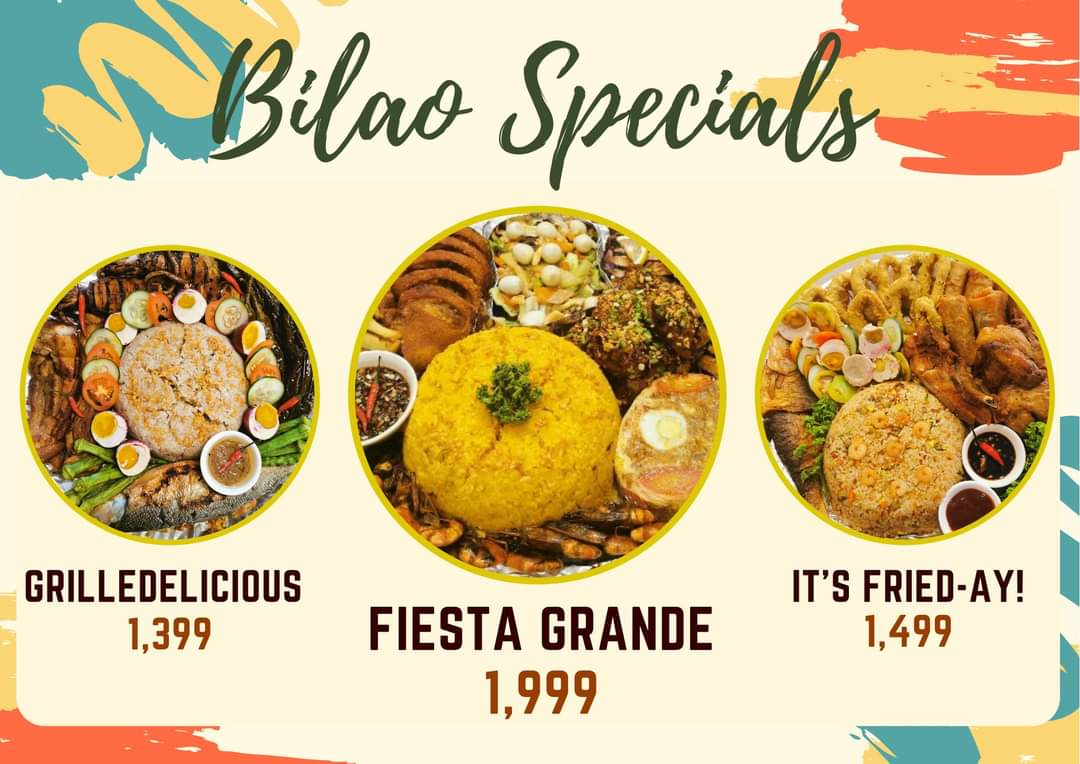 Bilao Specials
GRILLEDELICIOUS
1,399
FIESTA GRANDE
1,999
IT'S FRIED-AY!
1,499